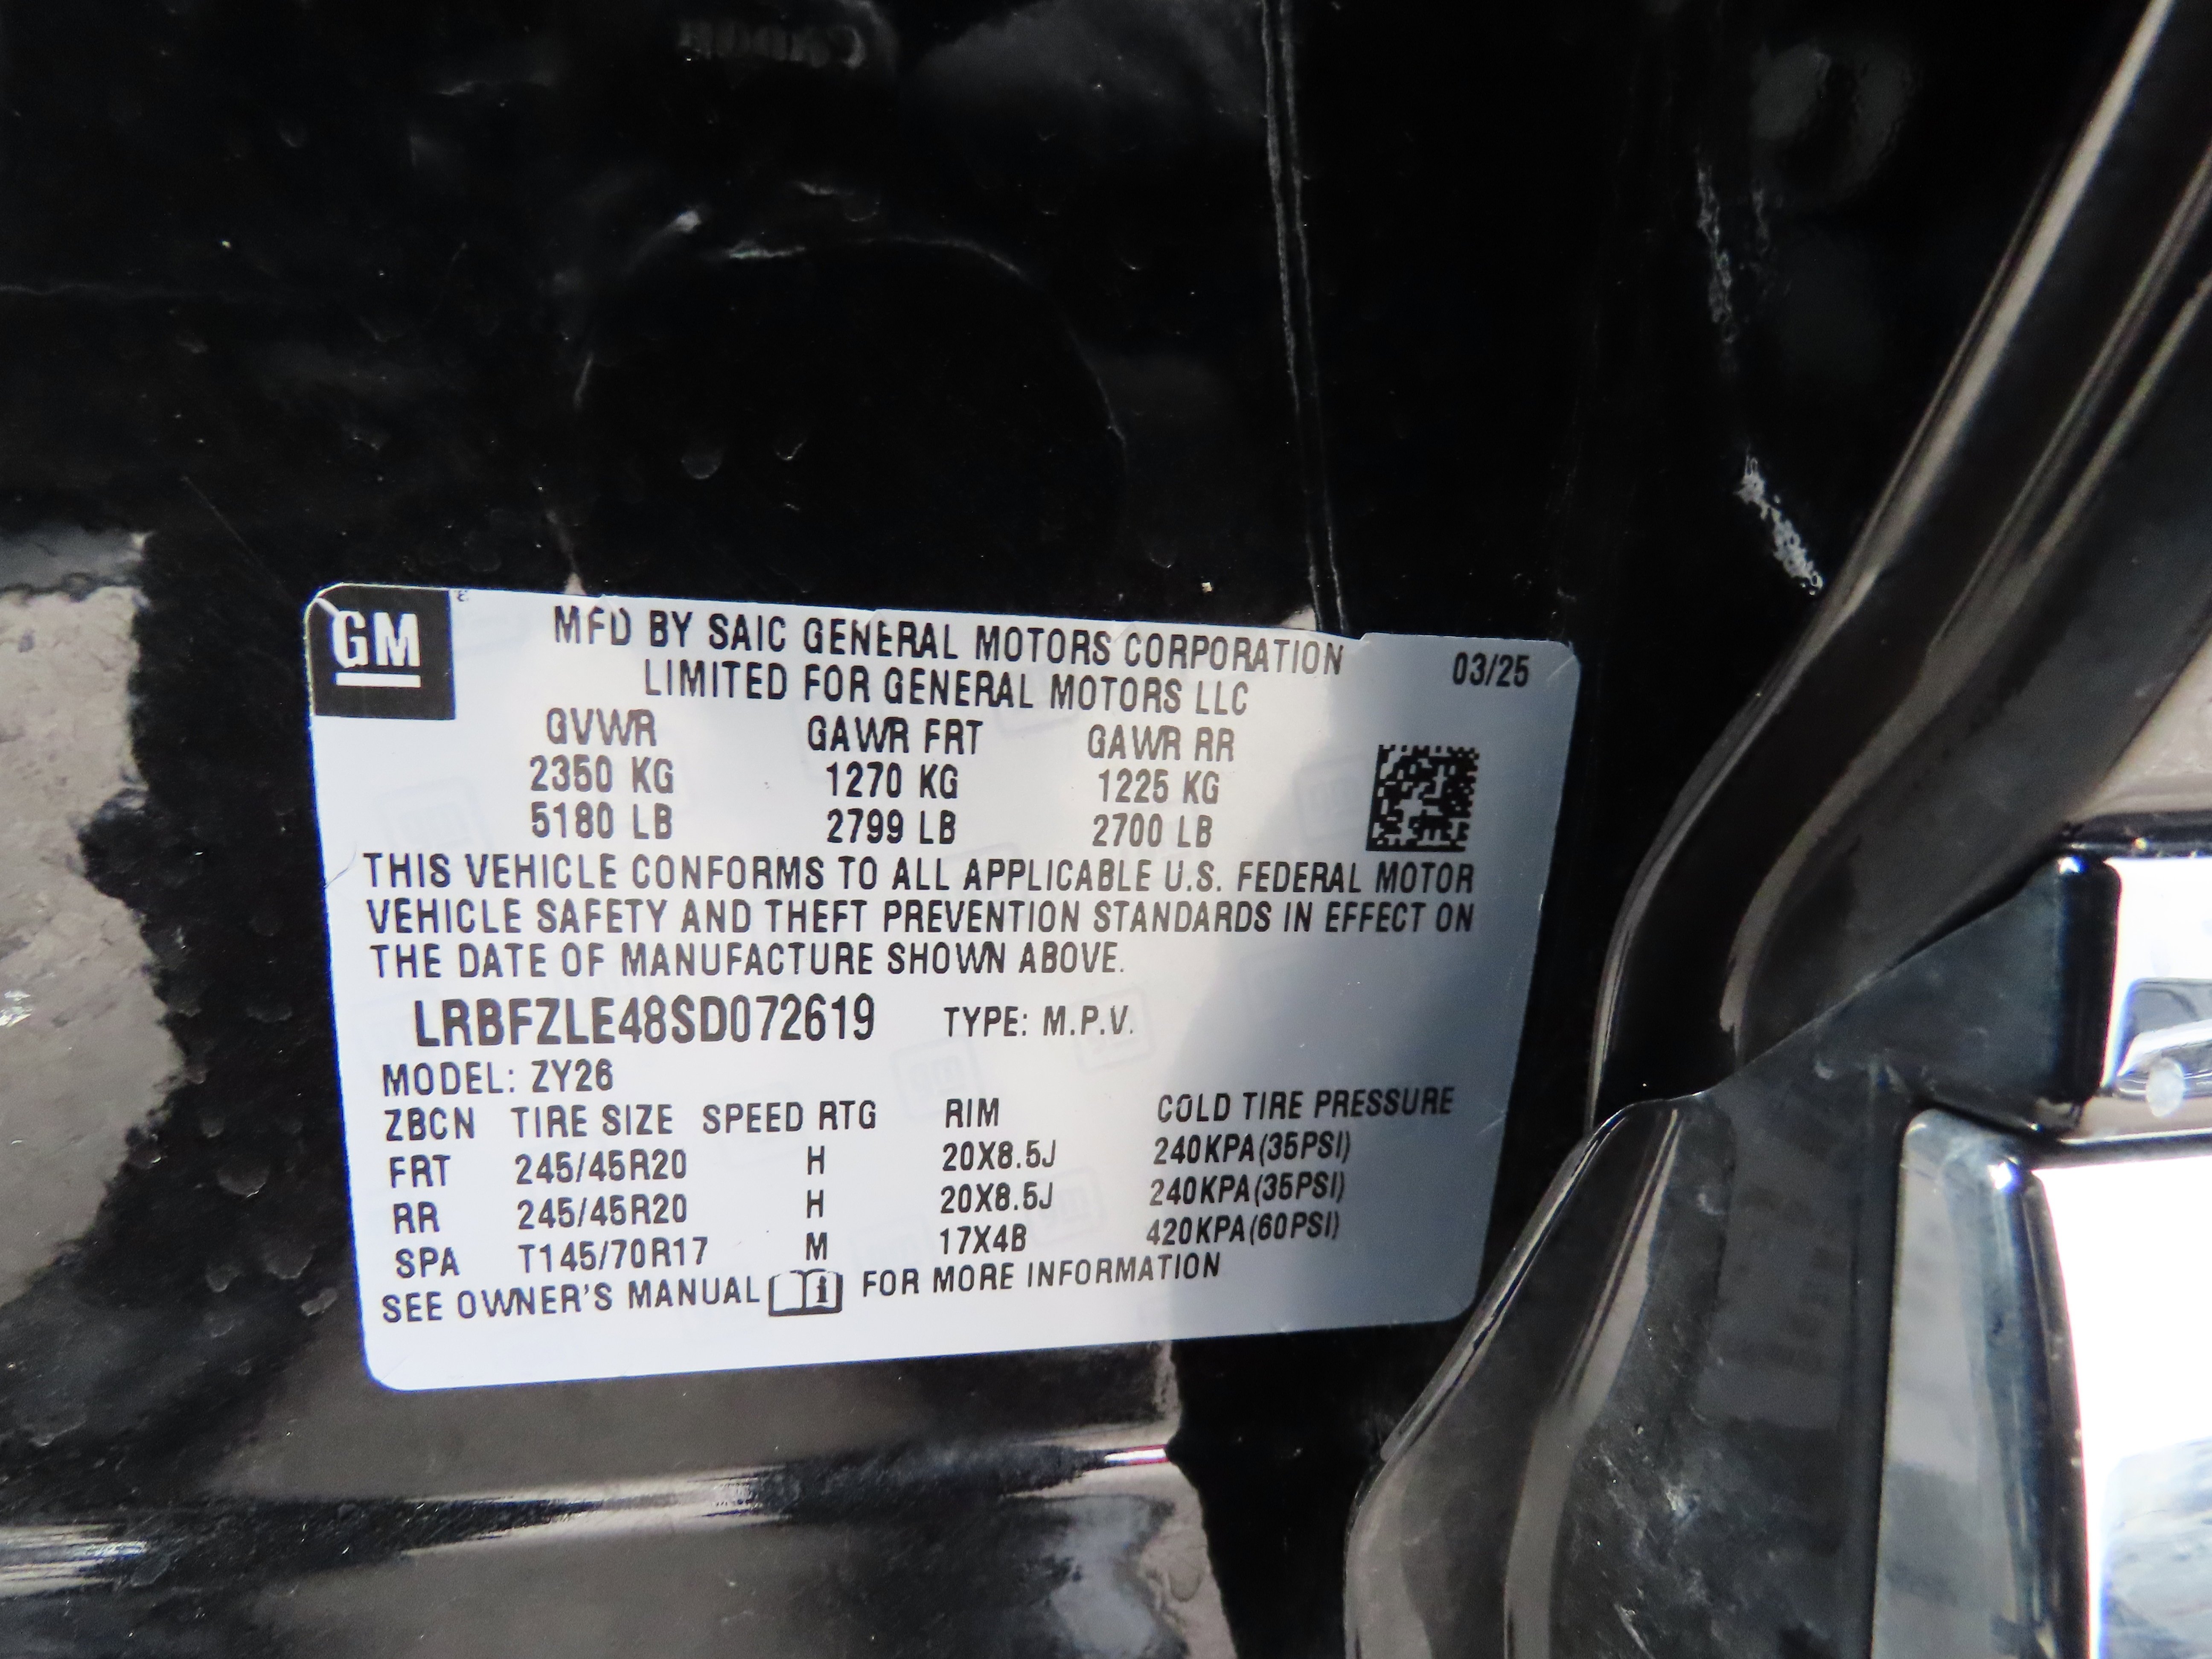 GM
MFD BY SAIC GENERAL MOTORS CORPORATION
LIMITED FOR GENERAL MOTORS LLC
03/25
GVWR GAWR FRT GAWR RR
2350 KG 1270 KG 1225 KG
5180 LB 2799 LB 2700 LB
THIS VEHICLE CONFORMS TO ALL APPLICABLE U.S. FEDERAL MOTOR
VEHICLE SAFETY AND THEFT PREVENTION STANDARDS IN EFFECT ON
THE DATE OF MANUFACTURE SHOWN ABOVE.
LRBFZLE48SD072619 TYPE: M.P.V.
MODEL: ZY26
ZBCN TIRE SIZE SPEED RTG RIM COLD TIRE PRESSURE
FRT 245/45R20 H 20X8.5J 240KPA(35PSI)
RR 245/45R20 H 20X8.5J 240KPA(35PSI)
SPA T145/70R17 M 17X4B 420KPA(60PSI)
SEE OWNER'S MANUAL FOR MORE INFORMATION